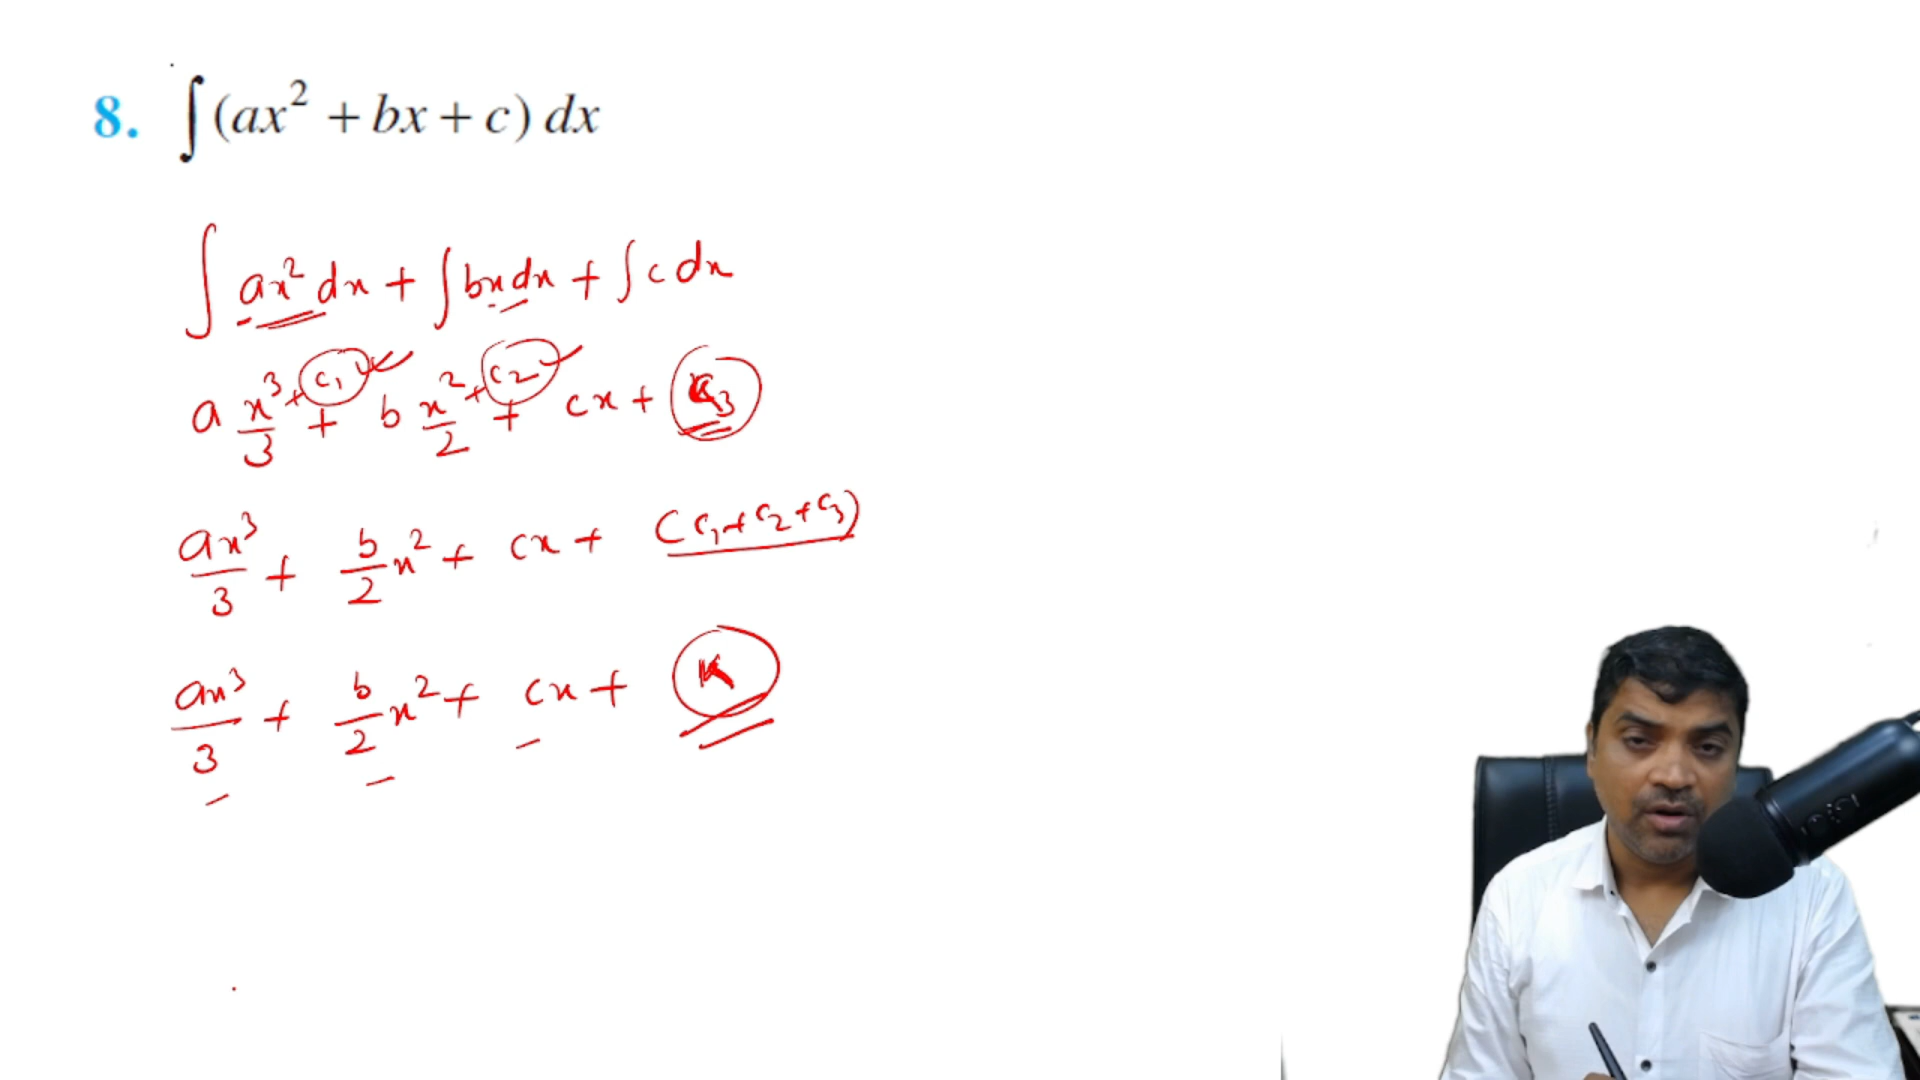 8. ∫(ax² + bx + c) dx
∫ ax² dx + ∫ bx dx + ∫ c dx
a x³/3 + c₁ + b x²/2 + c₂ + cx + c₃
ax³/3 + b/2 x² + cx + (c₁ + c₂ + c₃)
ax³/3 + b/2 x² + cx + K